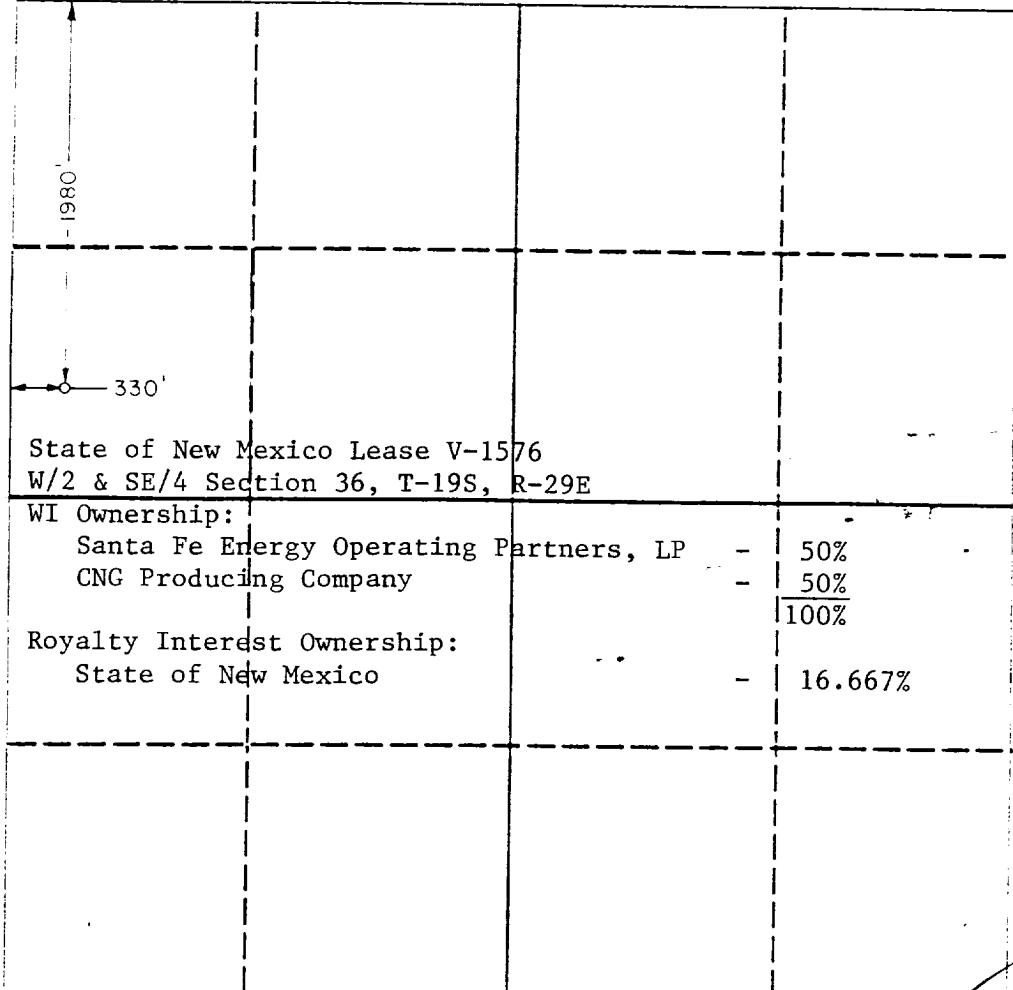 1980'
330'
State of New Mexico Lease V-1576
W/2 & SE/4 Section 36, T-19S, R-29E
WI Ownership:
Santa Fe Energy Operating Partners, LP - 50%
CNG Producing Company - 50%
100%
Royalty Interest Ownership:
State of New Mexico - 16.667%